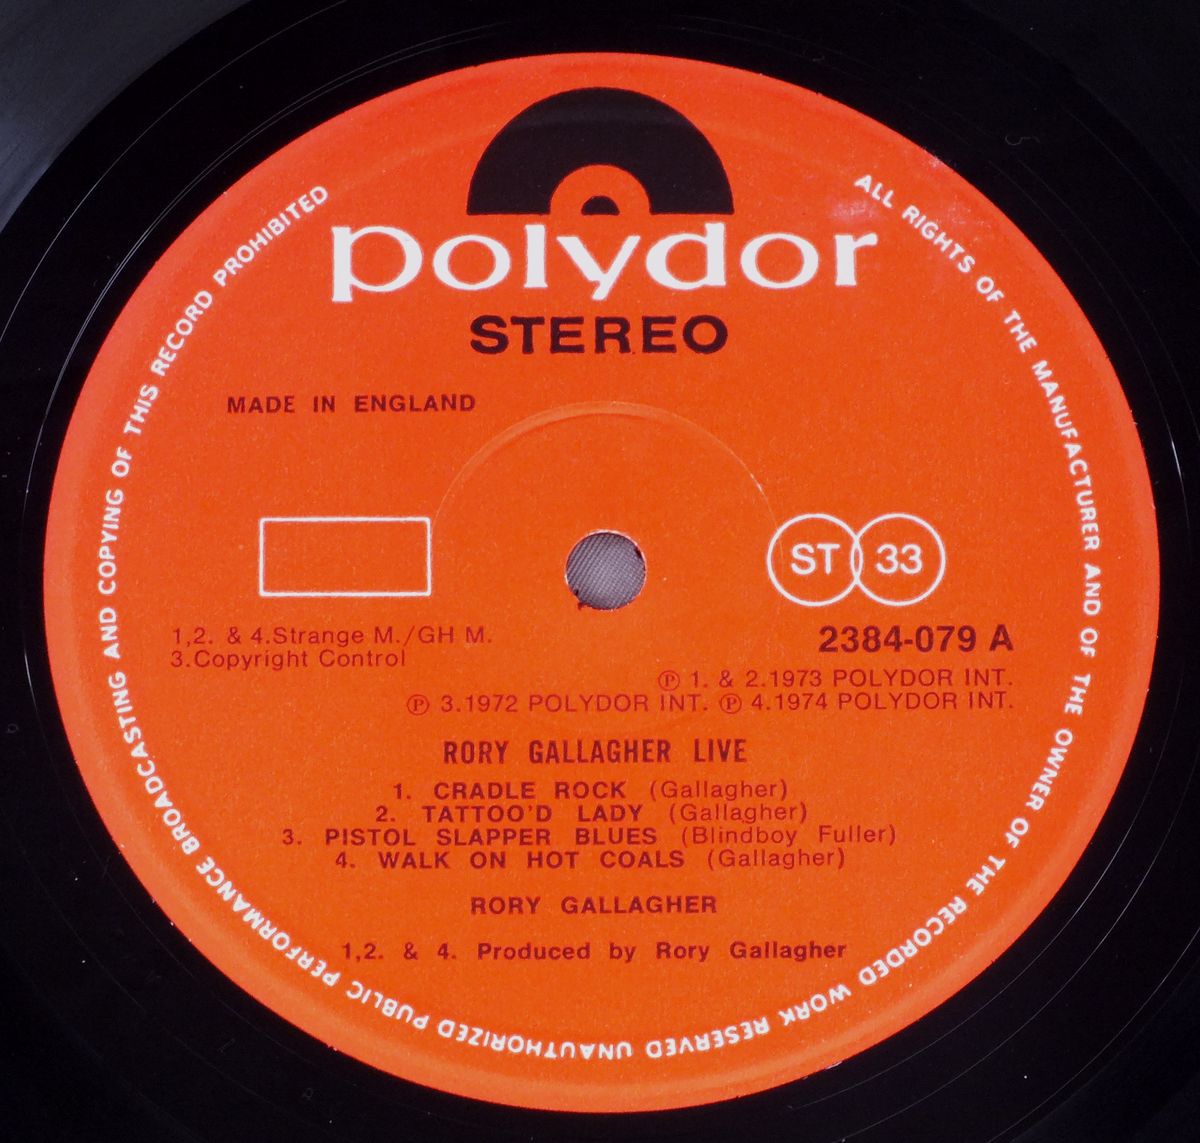 polydor
STEREO
MADE IN ENGLAND
ST 33
1,2. & 4.Strange M./GH M.
3.Copyright Control
2384-079 A
℗ 1. & 2.1973 POLYDOR INT.
℗ 3.1972 POLYDOR INT. ℗ 4.1974 POLYDOR INT.
RORY GALLAGHER LIVE
1. CRADLE ROCK (Gallagher)
2. TATTOO'D LADY (Gallagher)
3. PISTOL SLAPPER BLUES (Blindboy Fuller)
4. WALK ON HOT COALS (Gallagher)
RORY GALLAGHER
1,2. & 4. Produced by Rory Gallagher
ALL RIGHTS OF THE MANUFACTURER AND OF THE OWNER OF THE RECORDED WORK RESERVED UNAUTHORIZED PUBLIC PERFORMANCE BROADCASTING AND COPYING OF THIS RECORD PROHIBITED